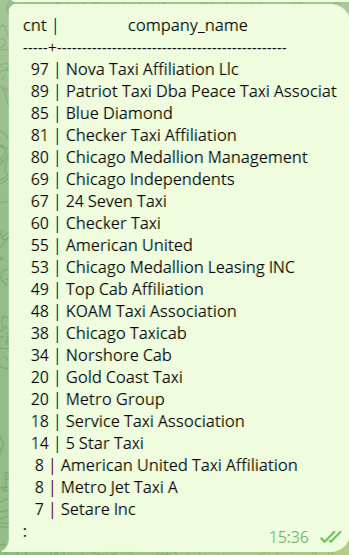 cnt | company_name
-----+---------------------------------------------
97 | Nova Taxi Affiliation Llc
89 | Patriot Taxi Dba Peace Taxi Associat
85 | Blue Diamond
81 | Checker Taxi Affiliation
80 | Chicago Medallion Management
69 | Chicago Independents
67 | 24 Seven Taxi
60 | Checker Taxi
55 | American United
53 | Chicago Medallion Leasing INC
49 | Top Cab Affiliation
48 | KOAM Taxi Association
38 | Chicago Taxicab
34 | Norshore Cab
20 | Gold Coast Taxi
20 | Metro Group
18 | Service Taxi Association
14 | 5 Star Taxi
8 | American United Taxi Affiliation
8 | Metro Jet Taxi A
7 | Setare Inc
:
15:36